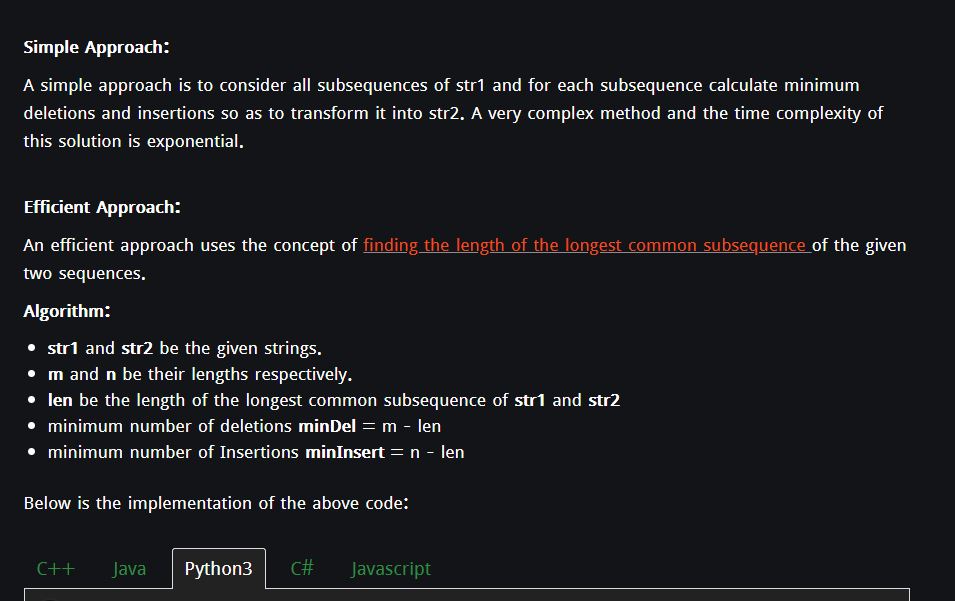 Simple Approach:
A simple approach is to consider all subsequences of str1 and for each subsequence calculate minimum
deletions and insertions so as to transform it into str2. A very complex method and the time complexity of
this solution is exponential.
Efficient Approach:
An efficient approach uses the concept of finding the length of the longest common subsequence of the given
two sequences.
Algorithm:
• str1 and str2 be the given strings.
• m and n be their lengths respectively.
• len be the length of the longest common subsequence of str1 and str2
• minimum number of deletions minDel = m - len
• minimum number of Insertions minInsert = n - len
Below is the implementation of the above code:
C++ Java Python3 C# Javascript